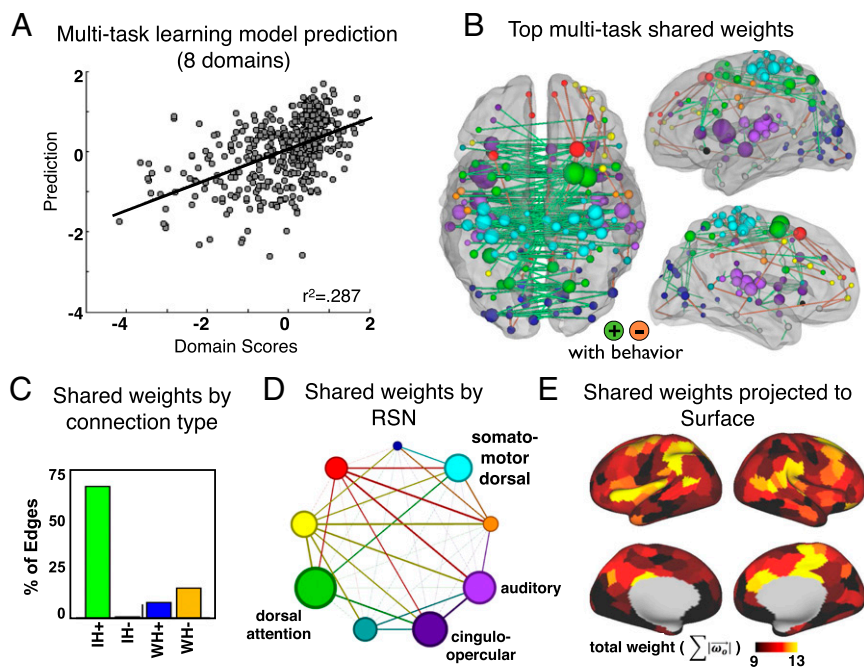 A
Multi-task learning model prediction
(8 domains)
2
0
-2
-4
Prediction
-4
-2
0
2
r²=.287
Domain Scores
B
Top multi-task shared weights
+
-
with behavior
C
Shared weights by
connection type
75
50
25
0
% of Edges
IH+
IH-
WH+
WH-
D
Shared weights by
RSN
somato-
motor
dorsal
auditory
dorsal
attention
cingulo-
opercular
E
Shared weights projected to
Surface
total weight ( ∑|ω₀| )
9
13